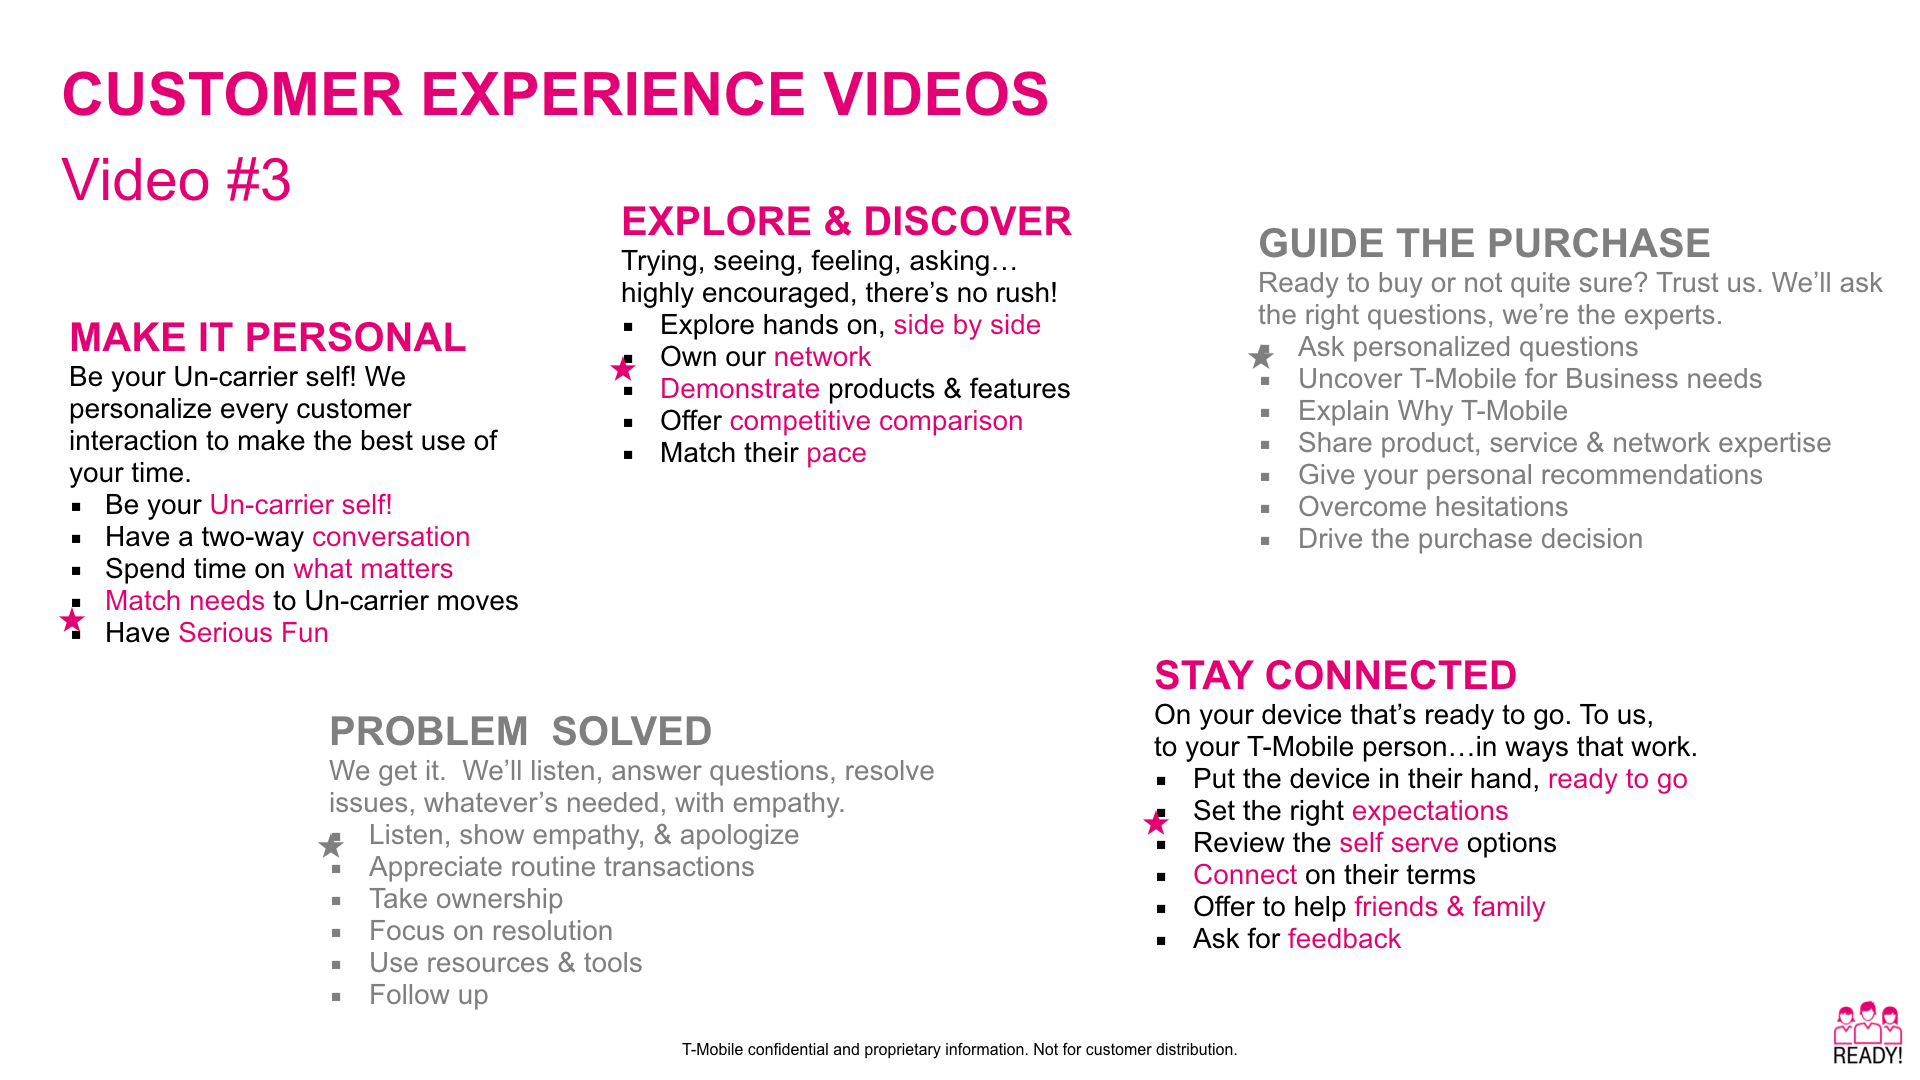 CUSTOMER EXPERIENCE VIDEOS
Video #3
MAKE IT PERSONAL
Be your Un-carrier self! We
personalize every customer
interaction to make the best use of
your time.
▪ Be your Un-carrier self!
▪ Have a two-way conversation
▪ Spend time on what matters
▪ Match needs to Un-carrier moves
▪ Have Serious Fun
EXPLORE & DISCOVER
Trying, seeing, feeling, asking…
highly encouraged, there’s no rush!
▪ Explore hands on, side by side
▪ Own our network
▪ Demonstrate products & features
▪ Offer competitive comparison
▪ Match their pace
GUIDE THE PURCHASE
Ready to buy or not quite sure? Trust us. We’ll ask
the right questions, we’re the experts.
▪ Ask personalized questions
▪ Uncover T-Mobile for Business needs
▪ Explain Why T-Mobile
▪ Share product, service & network expertise
▪ Give your personal recommendations
▪ Overcome hesitations
▪ Drive the purchase decision
PROBLEM  SOLVED
We get it.  We’ll listen, answer questions, resolve
issues, whatever’s needed, with empathy.
▪ Listen, show empathy, & apologize
▪ Appreciate routine transactions
▪ Take ownership
▪ Focus on resolution
▪ Use resources & tools
▪ Follow up
STAY CONNECTED
On your device that’s ready to go. To us,
to your T-Mobile person…in ways that work.
▪ Put the device in their hand, ready to go
▪ Set the right expectations
▪ Review the self serve options
▪ Connect on their terms
▪ Offer to help friends & family
▪ Ask for feedback
T-Mobile confidential and proprietary information. Not for customer distribution.
READY!